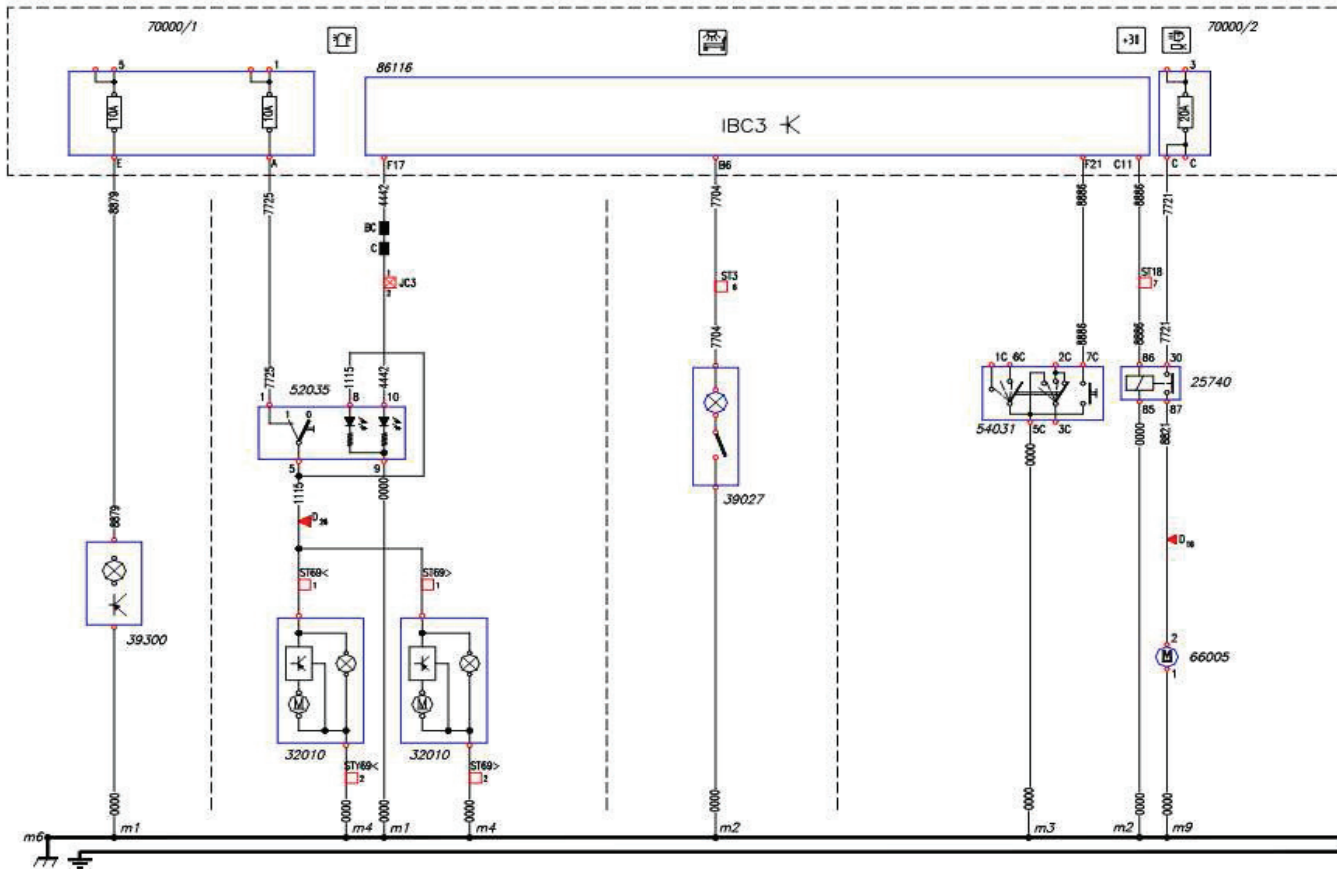 70000/1
70000/2
+30
86116
5
1
3
10A
10A
20A
IBC3
E
A
F17
B6
F21
C11
C
C
8879
7725
4442
7704
8886
8886
7721
BC
C
1
JC3
2
ST3
6
ST18
7
7725
52035
1115
4442
7704
8886
8886
7721
1
8
10
1C
6C
2C
7C
86
30
1
0
25740
5
9
54031
5C
3C
85
87
39027
1115
0000
0000
0000
8821
D
8879
D
ST69<
1
ST69>
1
39300
M
M
2
M
66005
1
32010
32010
STY69<
2
ST69>
2
0000
0000
0000
0000
0000
0000
0000
0000
m6
m1
m4
m1
m4
m2
m3
m2
m9